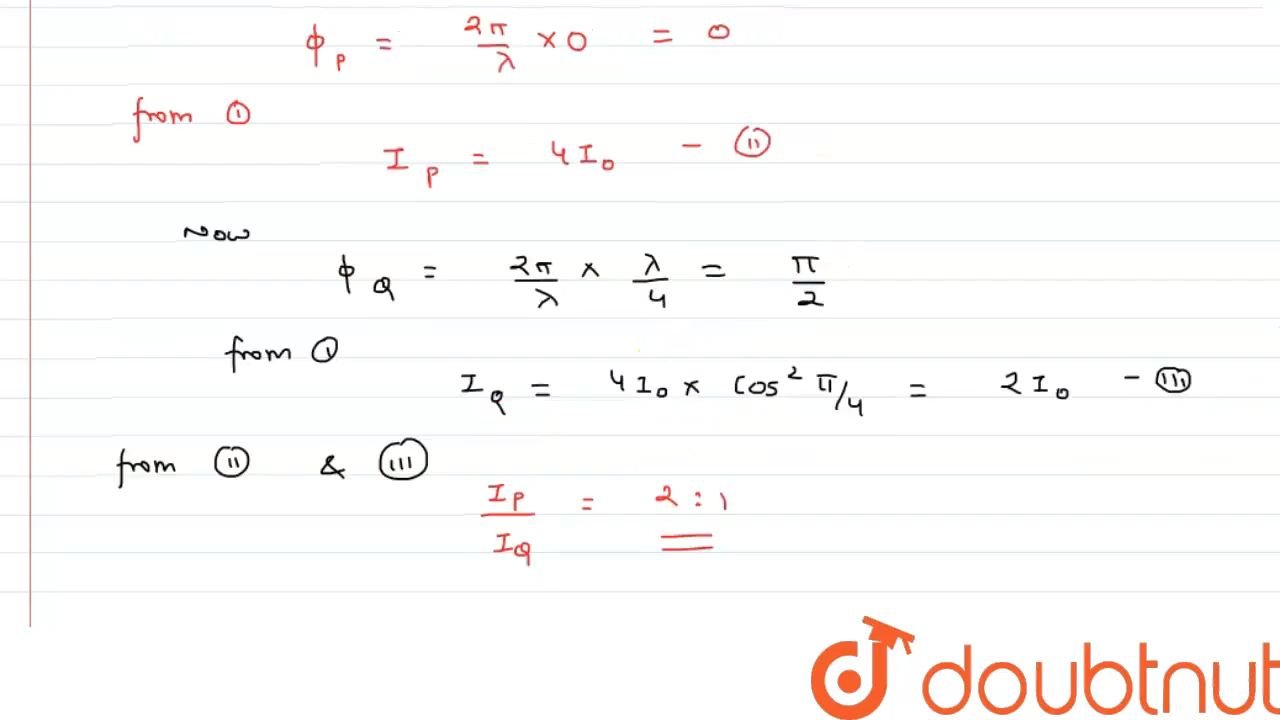 ϕ_P = 2π/λ × 0 = 0
from ①
I_P = 4I₀ - ⓘⓘ
Now
ϕ_Q = 2π/λ × λ/4 = π/2
from ①
I_Q = 4I₀ × cos² π/4 = 2I₀ - (iii)
from (ii) & (iii)
I_P/I_Q = 2 : 1
doubtnut